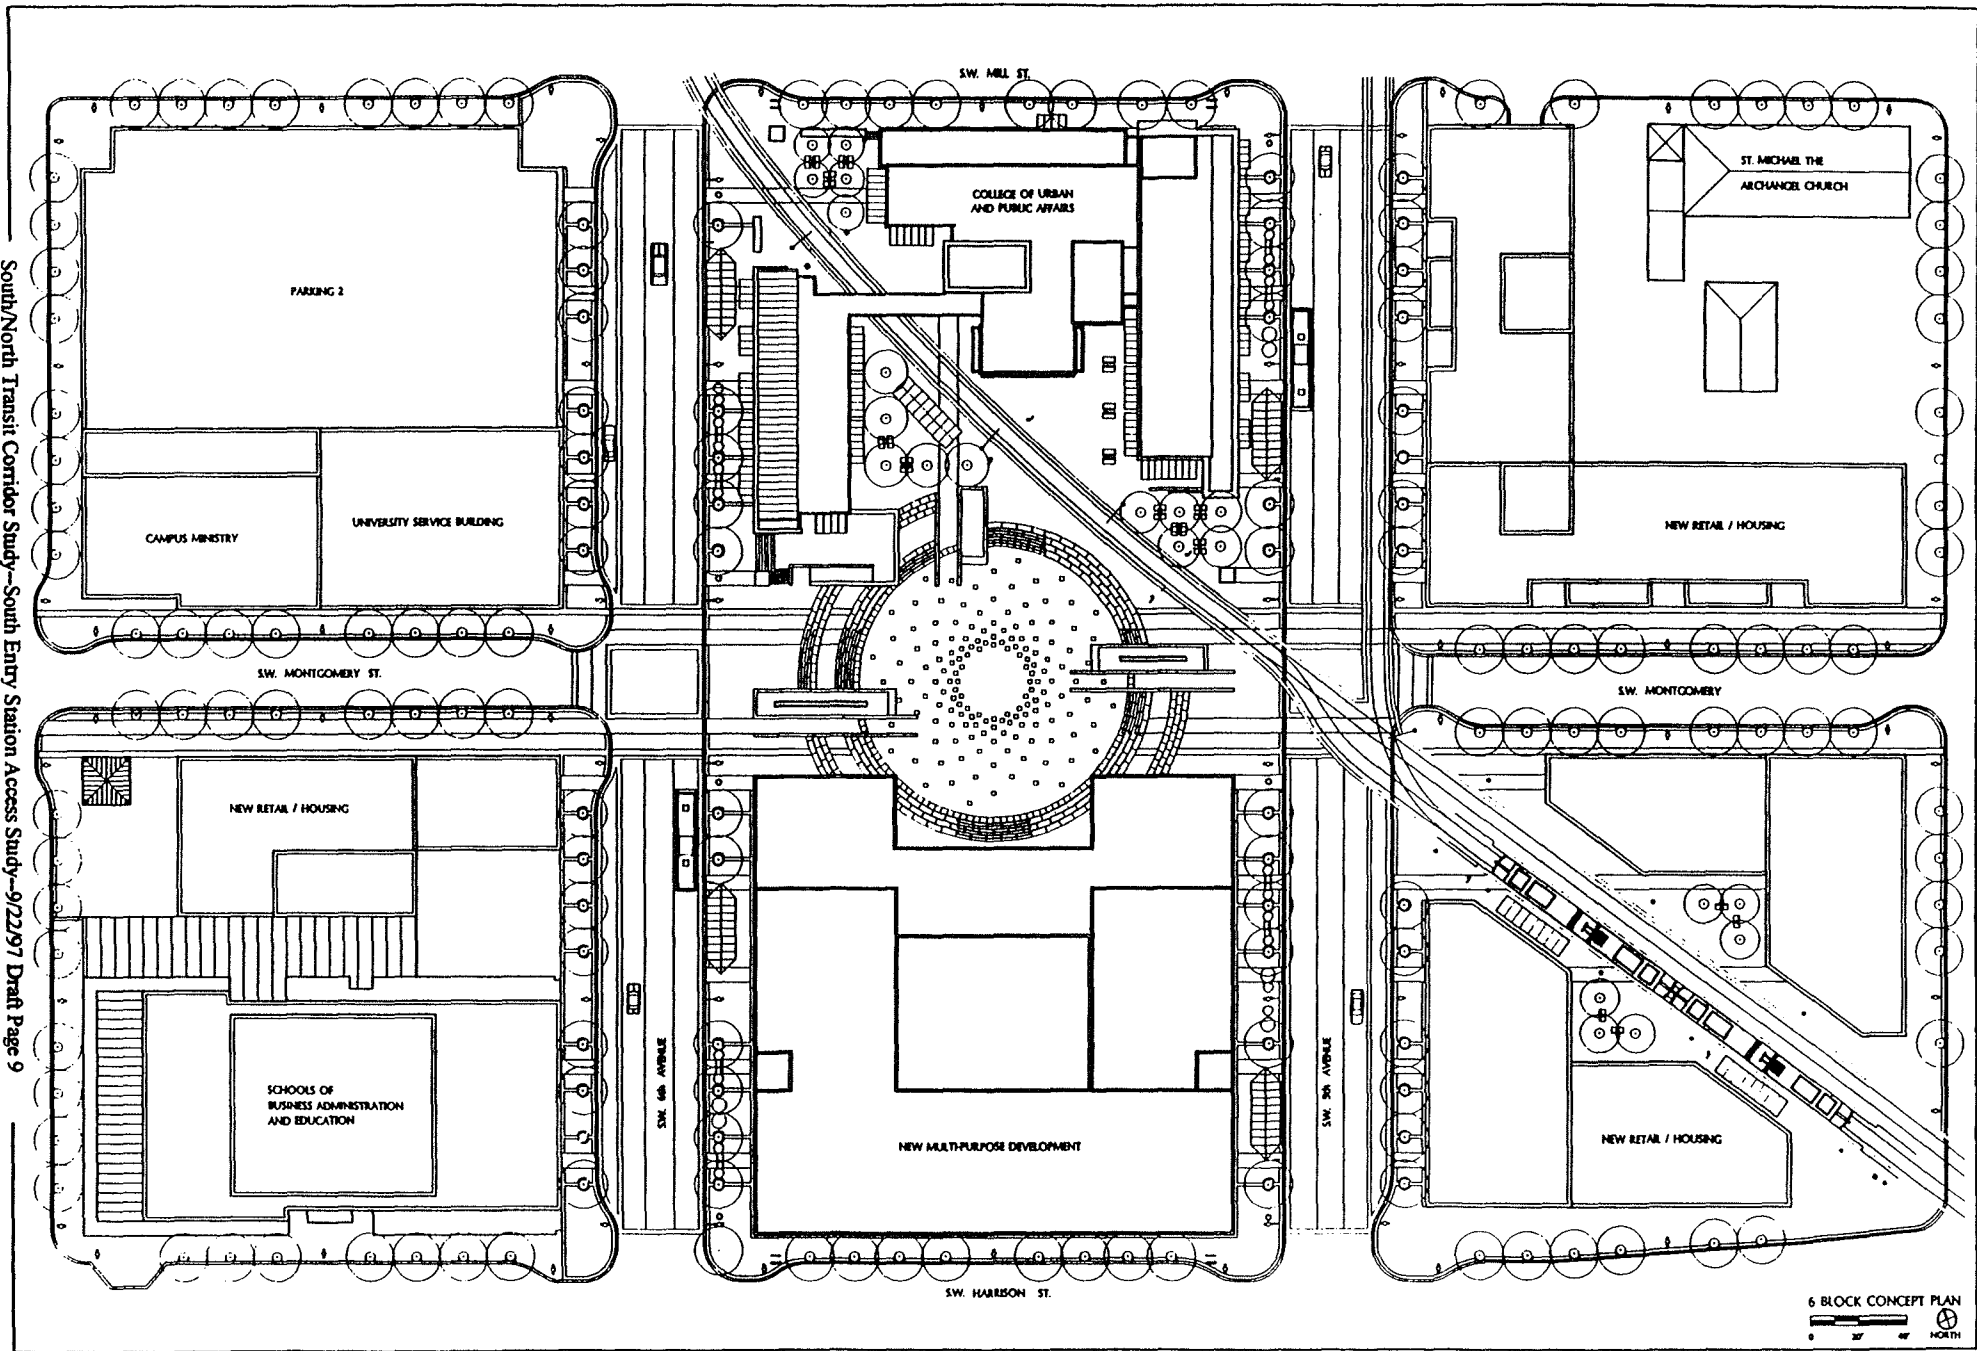 S.W. MILL ST.
COLLEGE OF URBAN
AND PUBLIC AFFAIRS
ST. MICHAEL THE
ARCHANGEL CHURCH
PARKING 2
CAMPUS MINISTRY
UNIVERSITY SERVICE BUILDING
NEW RETAIL / HOUSING
S.W. MONTGOMERY ST.
S.W. MONTGOMERY
NEW RETAIL / HOUSING
SCHOOLS OF
BUSINESS ADMINISTRATION
AND EDUCATION
S.W. 6th AVENUE
S.W. 5th AVENUE
NEW MULTI-PURPOSE DEVELOPMENT
NEW RETAIL / HOUSING
S.W. HARRISON ST.
6 BLOCK CONCEPT PLAN
0 20' 40' NORTH
South/North Transit Corridor Study--South Entry Station Access Study--9/22/97 Draft Page 9